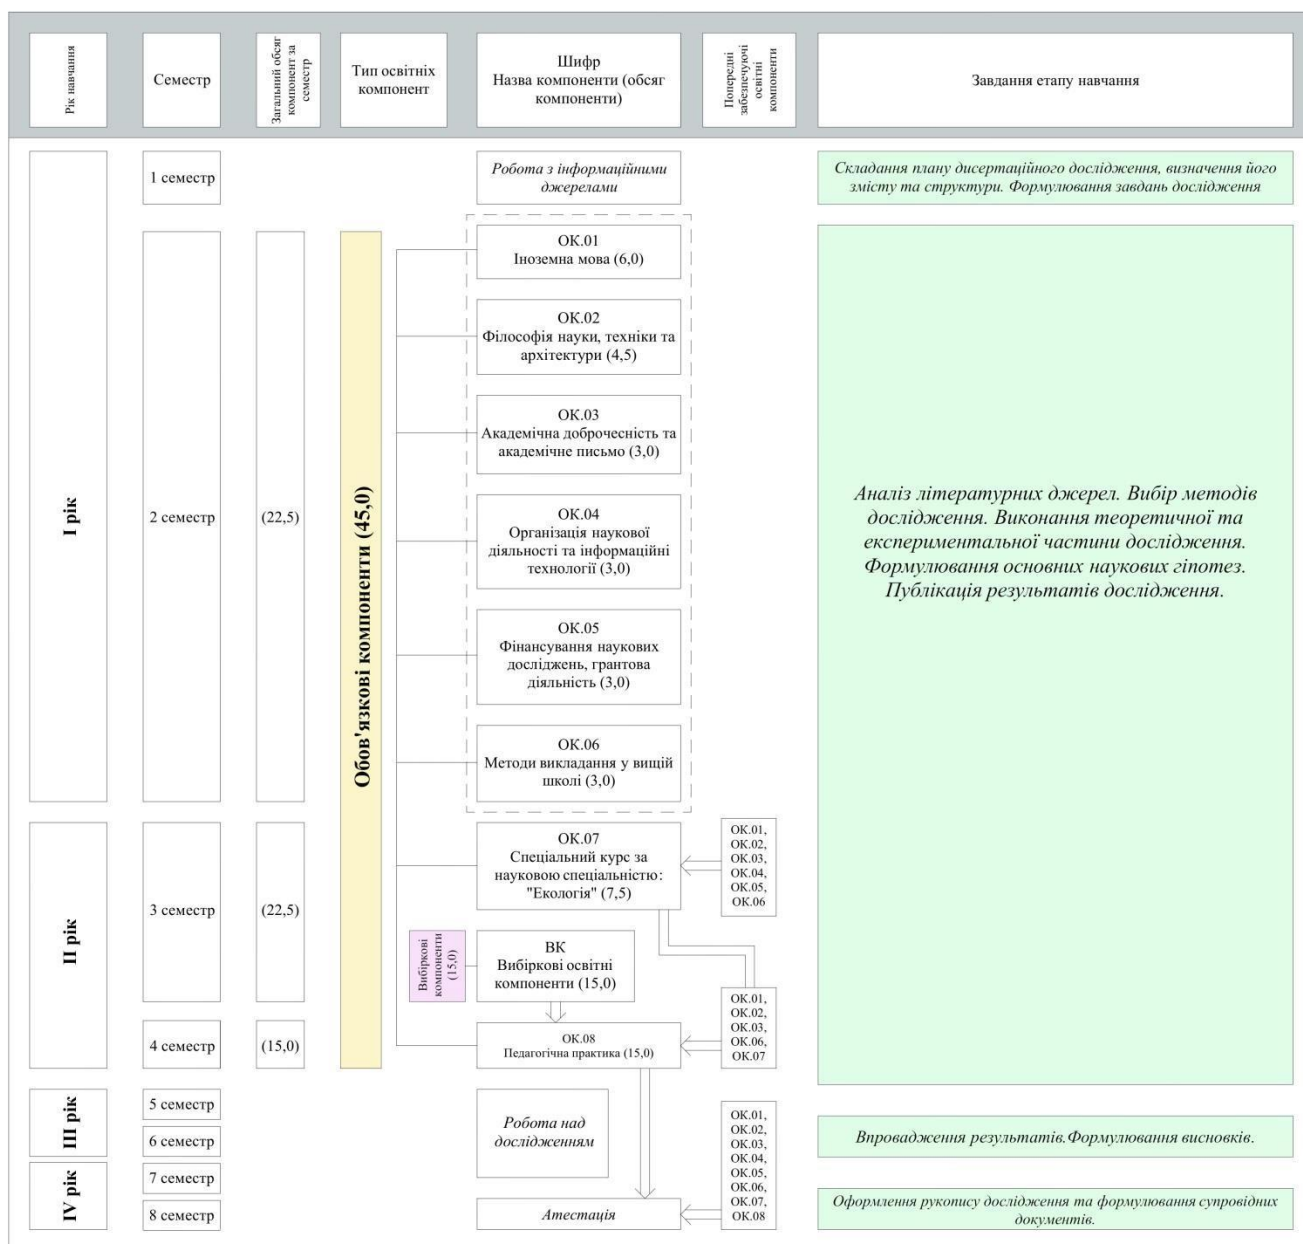 Рік навчання
Семестр
Загальний обсяг
компонент за
семестр
Тип освітніх
компонент
Шифр
Назва компоненти (обсяг
компоненти)
Попередні
забезпечуючі
освітні
компоненти
Завдання етапу навчання
І рік
1 семестр
Робота з інформаційними
джерелами
Складання плану дисертаційного дослідження, визначення його
змісту та структури. Формулювання завдань дослідження
2 семестр
(22,5)
Обов'язкові компоненти (45,0)
ОК.01
Іноземна мова (6,0)
ОК.02
Філософія науки, техніки та
архітектури (4,5)
ОК.03
Академічна доброчесність та
академічне письмо (3,0)
ОК.04
Організація наукової
діяльності та інформаційні
технології (3,0)
ОК.05
Фінансування наукових
досліджень, грантова
діяльність (3,0)
ОК.06
Методи викладання у вищій
школі (3,0)
Аналіз літературних джерел. Вибір методів
дослідження. Виконання теоретичної та
експериментальної частини дослідження.
Формулювання основних наукових гіпотез.
Публікація результатів дослідження.
ІІ рік
3 семестр
(22,5)
ОК.07
Спеціальний курс за
науковою спеціальністю:
"Екологія" (7,5)
ОК.01,
ОК.02,
ОК.03,
ОК.04,
ОК.05,
ОК.06
Вибіркові
компоненти
(15,0)
ВК
Вибіркові освітні
компоненти (15,0)
4 семестр
(15,0)
ОК.08
Педагогічна практика (15,0)
ОК.01,
ОК.02,
ОК.03,
ОК.06,
ОК.07
ІІІ рік
5 семестр
6 семестр
Робота над
дослідженням
ОК.01,
ОК.02,
ОК.03,
ОК.04,
ОК.05,
ОК.06,
ОК.07,
ОК.08
Впровадження результатів.Формулювання висновків.
IV рік
7 семестр
8 семестр
Атестація
Оформлення рукопису дослідження та формулювання супровідних
документів.